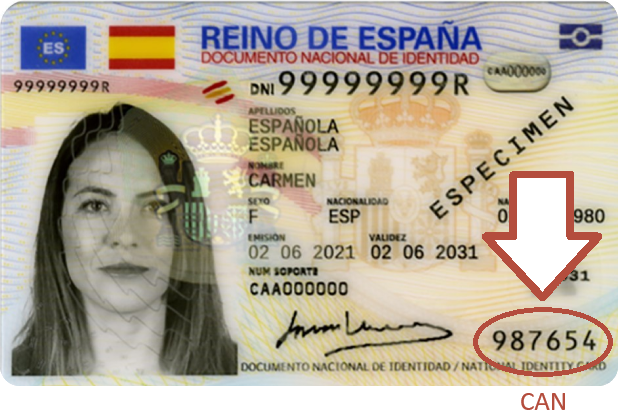 ES
REINO DE ESPAÑA
DOCUMENTO NACIONAL DE IDENTIDAD
99999999R
DNI 99999999R
CAA000000
APELLIDOS
ESPAÑOLA
ESPAÑOLA
NOMBRE
CARMEN
ESPECIMEN
SEXO NACIONALIDAD NA
F ESP 0 980
EMISIÓN VALIDEZ
02 06 2021 02 06 2031
NUM SOPORTE
CAA000000
31
987654
DOCUMENTO NACIONAL DE IDENTIDAD / NATIONAL IDENTITY CARD
CAN